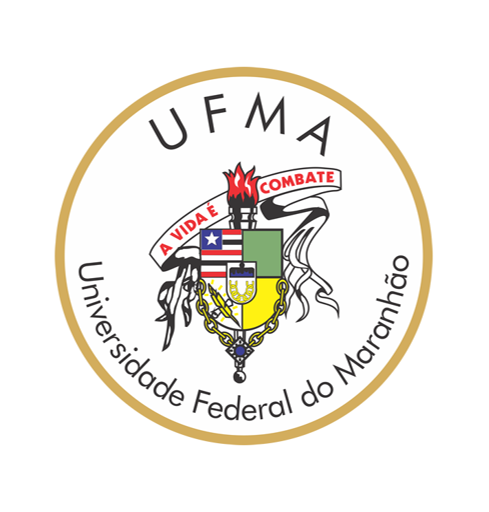 UFMA
A VIDA É COMBATE
Universidade Federal do Maranhão